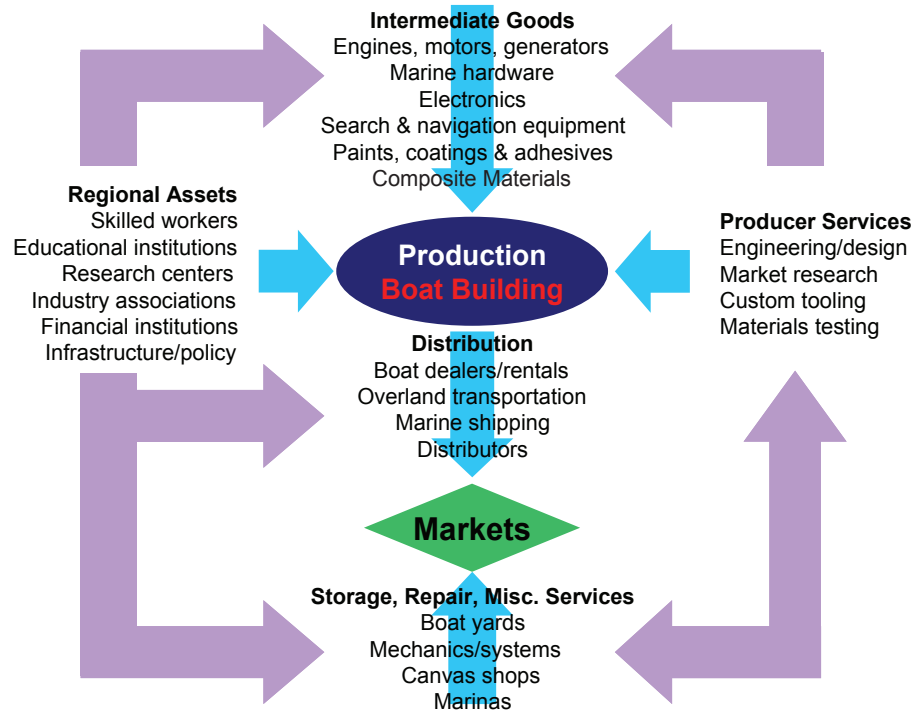 Intermediate Goods
Engines, motors, generators
Marine hardware
Electronics
Search & navigation equipment
Paints, coatings & adhesives
Composite Materials
Regional Assets
Skilled workers
Educational institutions
Research centers
Industry associations
Financial institutions
Infrastructure/policy
Production
Boat Building
Producer Services
Engineering/design
Market research
Custom tooling
Materials testing
Distribution
Boat dealers/rentals
Overland transportation
Marine shipping
Distributors
Markets
Storage, Repair, Misc. Services
Boat yards
Mechanics/systems
Canvas shops
Marinas